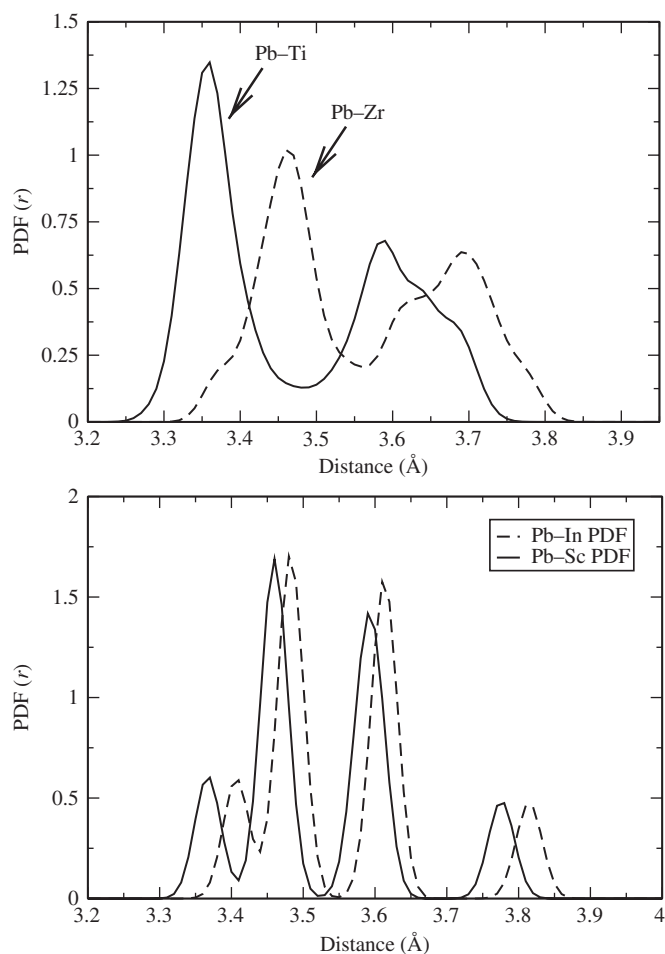 1.5
Pb–Ti
1.25
Pb–Zr
1
PDF (r)
0.75
0.5
0.25
0
3.2 3.3 3.4 3.5 3.6 3.7 3.8 3.9
Distance (Å)
2
Pb–In PDF
Pb–Sc PDF
1.5
PDF (r)
1
0.5
0
3.2 3.3 3.4 3.5 3.6 3.7 3.8 3.9 4
Distance (Å)